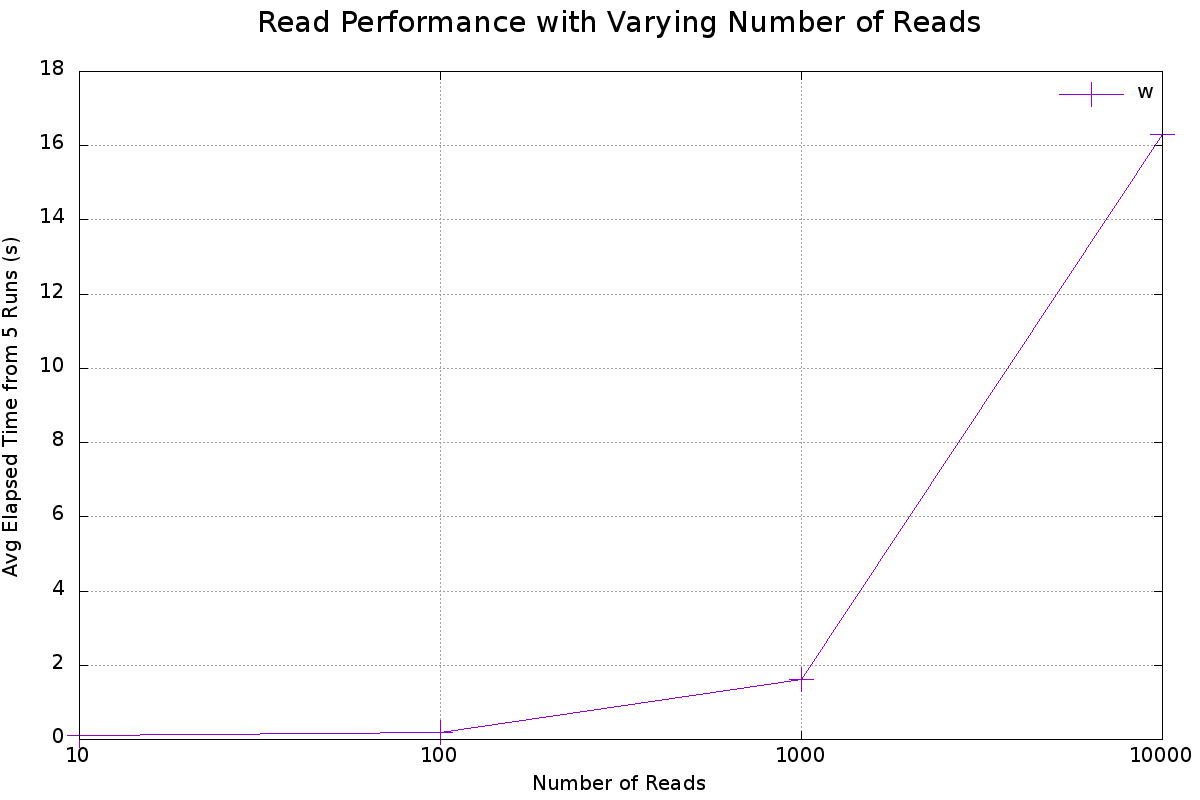 Read Performance with Varying Number of Reads
w
18
16
14
12
10
8
6
4
2
0
Avg Elapsed Time from 5 Runs (s)
10 100 1000 10000
Number of Reads